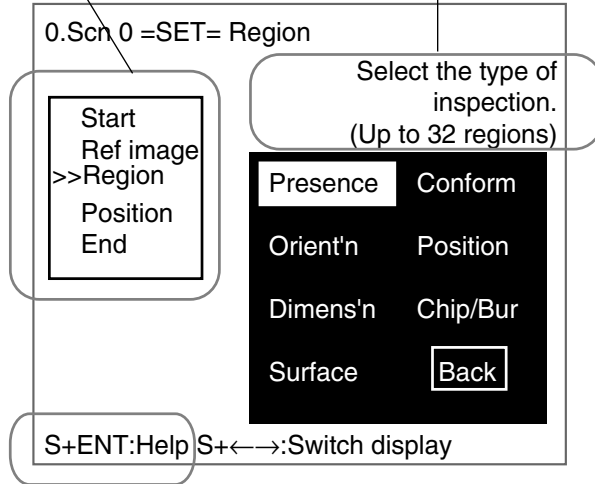 0.Scn 0 =SET= Region
Select the type of
inspection.
(Up to 32 regions)
Start
Ref image
>>Region
Position
End
Presence Conform
Orient'n Position
Dimens'n Chip/Bur
Surface Back
S+ENT:Help S+←→:Switch display